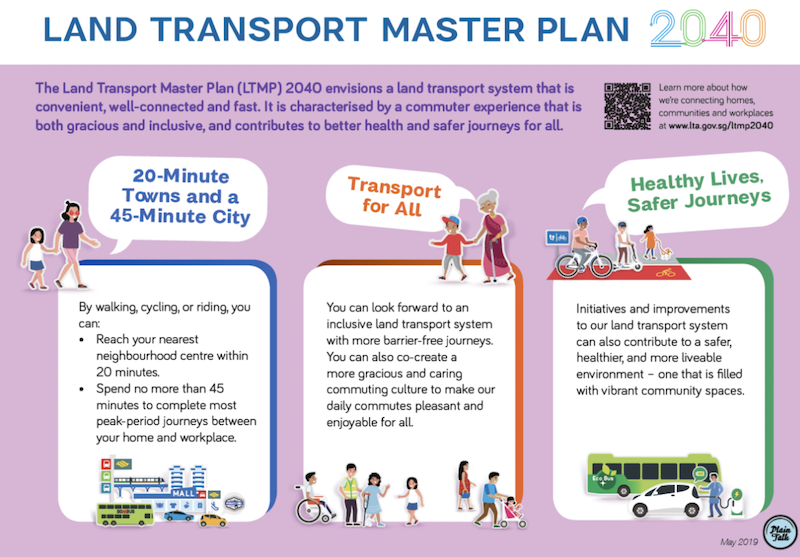 LAND TRANSPORT MASTER PLAN 2040
The Land Transport Master Plan (LTMP) 2040 envisions a land transport system that is
convenient, well-connected and fast. It is characterised by a commuter experience that is
both gracious and inclusive, and contributes to better health and safer journeys for all.
Learn more about how
we're connecting homes,
communities and workplaces
at www.lta.gov.sg/ltmp2040
20-Minute
Towns and a
45-Minute City
By walking, cycling, or riding, you
can:
• Reach your nearest
neighbourhood centre within
20 minutes.
• Spend no more than 45
minutes to complete most
peak-period journeys between
your home and workplace.
MALL
Transport
for All
You can look forward to an
inclusive land transport system
with more barrier-free journeys.
You can also co-create a
more gracious and caring
commuting culture to make our
daily commutes pleasant and
enjoyable for all.
Healthy Lives,
Safer Journeys
Initiatives and improvements
to our land transport system
can also contribute to a safer,
healthier, and more liveable
environment – one that is filled
with vibrant community spaces.
Eco Bus
May 2019
Plain
Talk